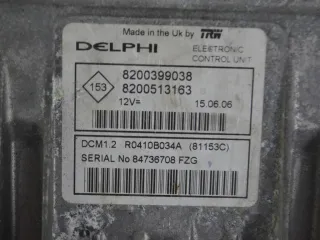 Made in the Uk by TRW
DELPHI ELECTRONIC CONTROL UNIT
153
8200399038
8200513163
12V= 15.06.06
DCM1.2 R0410B034A (81153C)
SERIAL No 84736708 FZG